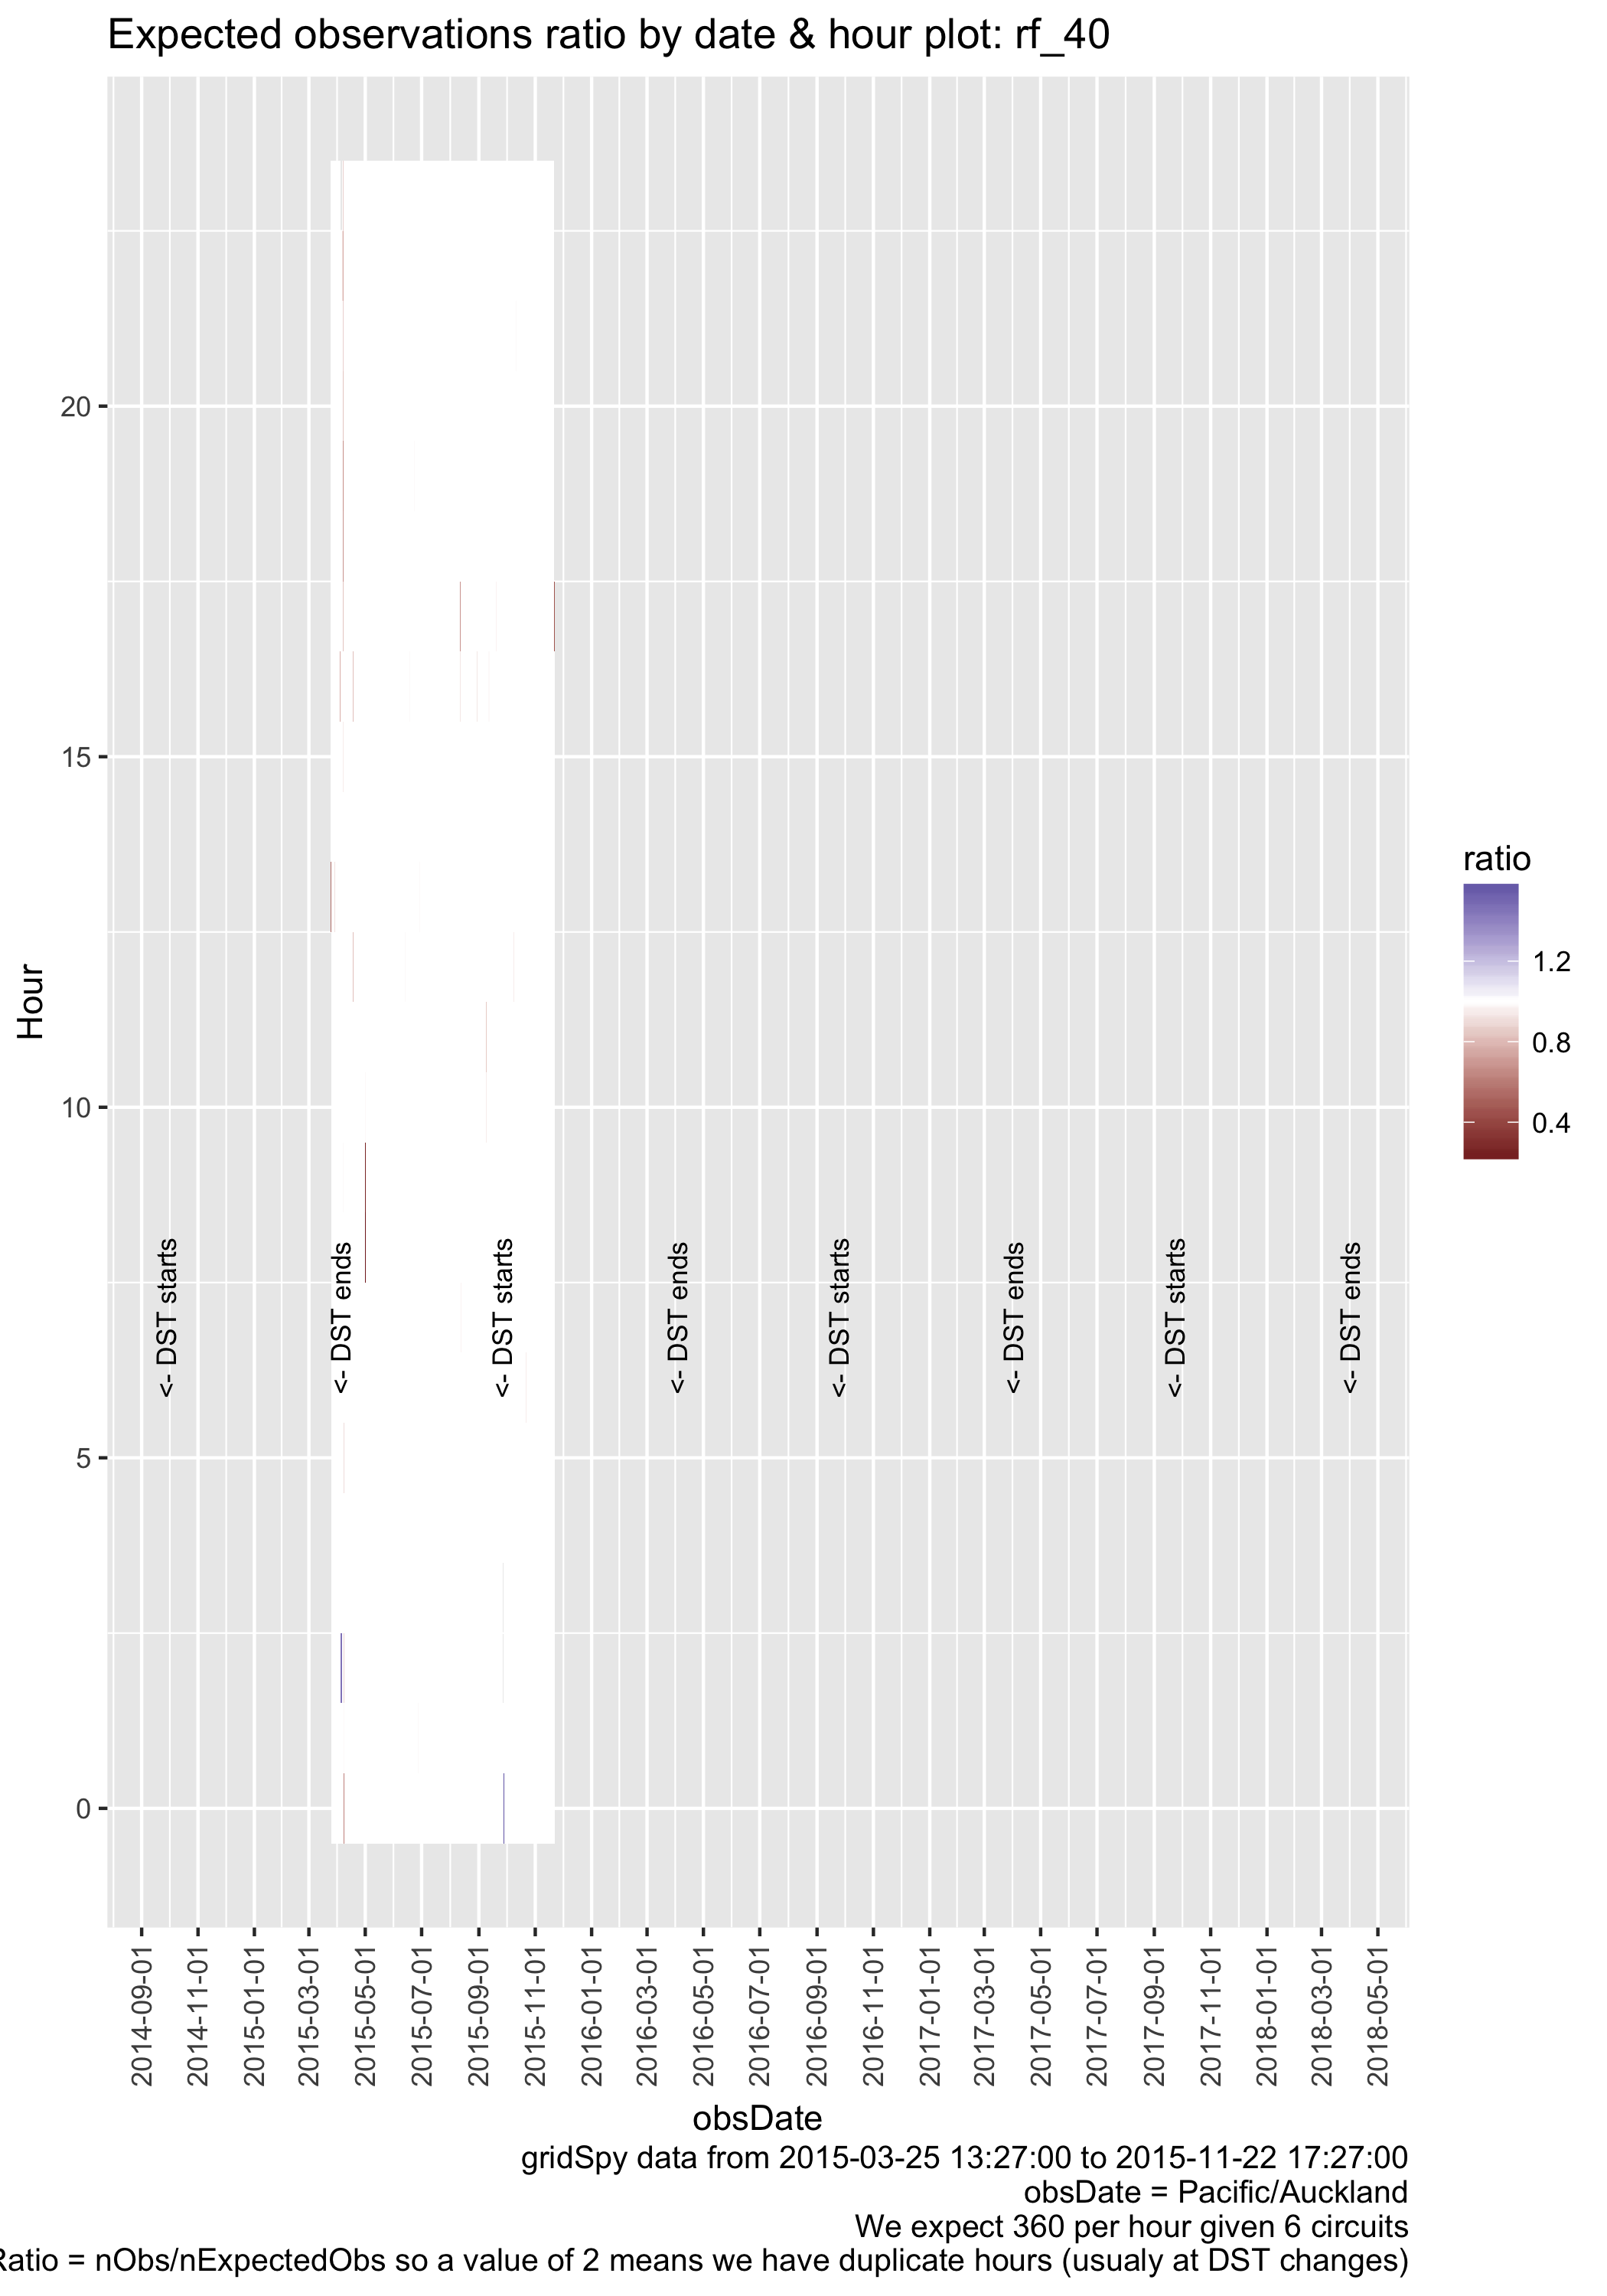 Expected observations ratio by date & hour plot: rf_40
20
15
10
5
0
Hour
<- DST starts
<- DST ends
<- DST starts
<- DST ends
<- DST starts
<- DST ends
<- DST starts
<- DST ends
ratio
1.2
0.8
0.4
2014-09-01
2014-11-01
2015-01-01
2015-03-01
2015-05-01
2015-07-01
2015-09-01
2015-11-01
2016-01-01
2016-03-01
2016-05-01
2016-07-01
2016-09-01
2016-11-01
2017-01-01
2017-03-01
2017-05-01
2017-07-01
2017-09-01
2017-11-01
2018-01-01
2018-03-01
2018-05-01
obsDate
gridSpy data from 2015-03-25 13:27:00 to 2015-11-22 17:27:00
obsDate = Pacific/Auckland
We expect 360 per hour given 6 circuits
Ratio = nObs/nExpectedObs so a value of 2 means we have duplicate hours (usualy at DST changes)